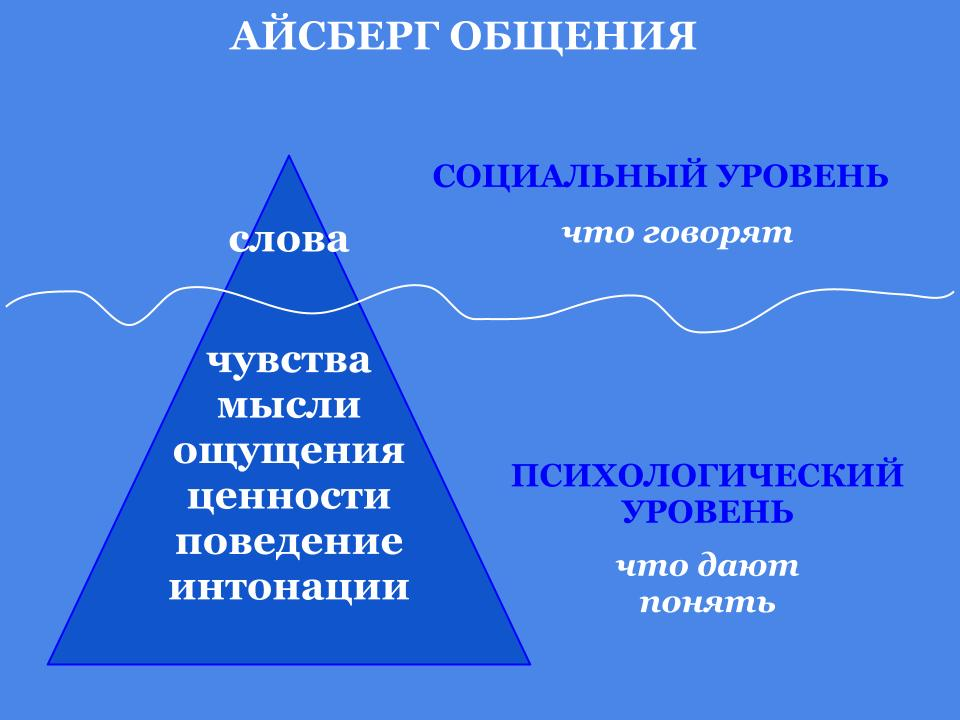 АЙСБЕРГ ОБЩЕНИЯ
СОЦИАЛЬНЫЙ УРОВЕНЬ
что говорят
слова
чувства
мысли
ощущения
ценности
поведение
интонации
ПСИХОЛОГИЧЕСКИЙ
УРОВЕНЬ
что дают
понять